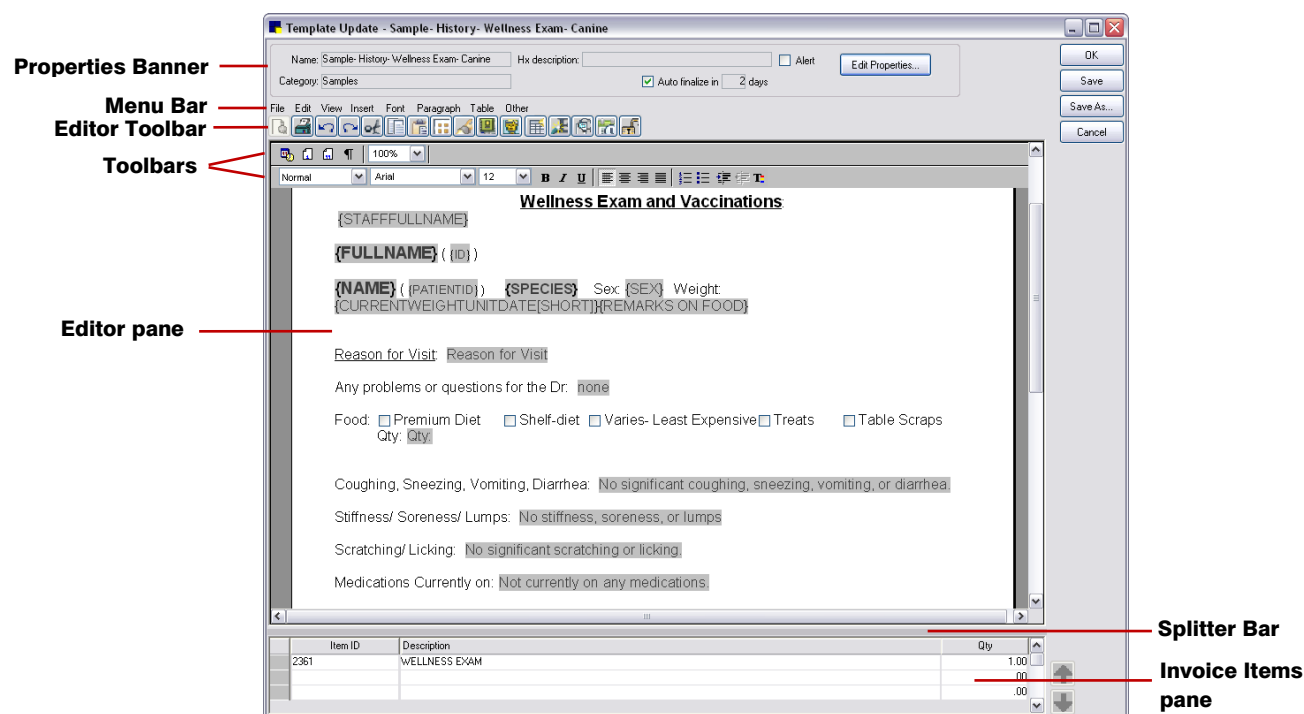 Template Update - Sample- History- Wellness Exam- Canine
Properties Banner
Name: Sample- History- Wellness Exam- Canine Hx description: Alert Edit Properties... OK
Category: Samples Auto finalize in 2 days Save
Menu Bar
File Edit View Insert Font Paragraph Table Other Save As...
Editor Toolbar
Cancel
Toolbars
100%
Normal Arial 12 B I U
Wellness Exam and Vaccinations:
{STAFFFULLNAME}
{FULLNAME} ( {ID} )
{NAME} ( {PATIENTID} ) {SPECIES} Sex: {SEX} Weight:
{CURRENTWEIGHTUNITDATE[SHORT]}{REMARKS ON FOOD}
Editor pane
Reason for Visit: Reason for Visit
Any problems or questions for the Dr: none
Food: Premium Diet Shelf-diet Varies- Least Expensive Treats Table Scraps
Qty: Qty:
Coughing, Sneezing, Vomiting, Diarrhea: No significant coughing, sneezing, vomiting, or diarrhea.
Stiffness/ Soreness/ Lumps: No stiffness, soreness, or lumps
Scratching/ Licking: No significant scratching or licking.
Medications Currently on: Not currently on any medications.
Splitter Bar
Item ID Description Qty
2361 WELLNESS EXAM 1.00
.00
.00
Invoice Items
pane